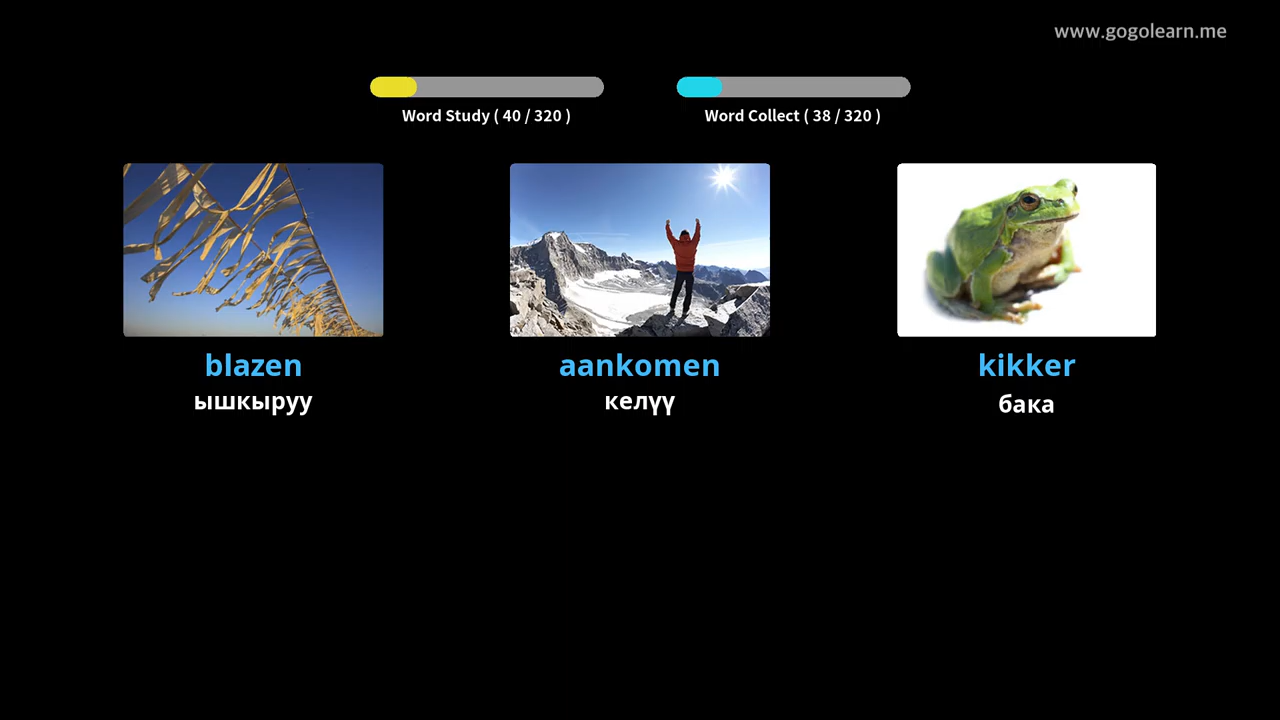 www.gogolearn.me
Word Study ( 40 / 320 )
Word Collect ( 38 / 320 )
blazen
aankomen
kikker
ышкыруу
келүү
бака